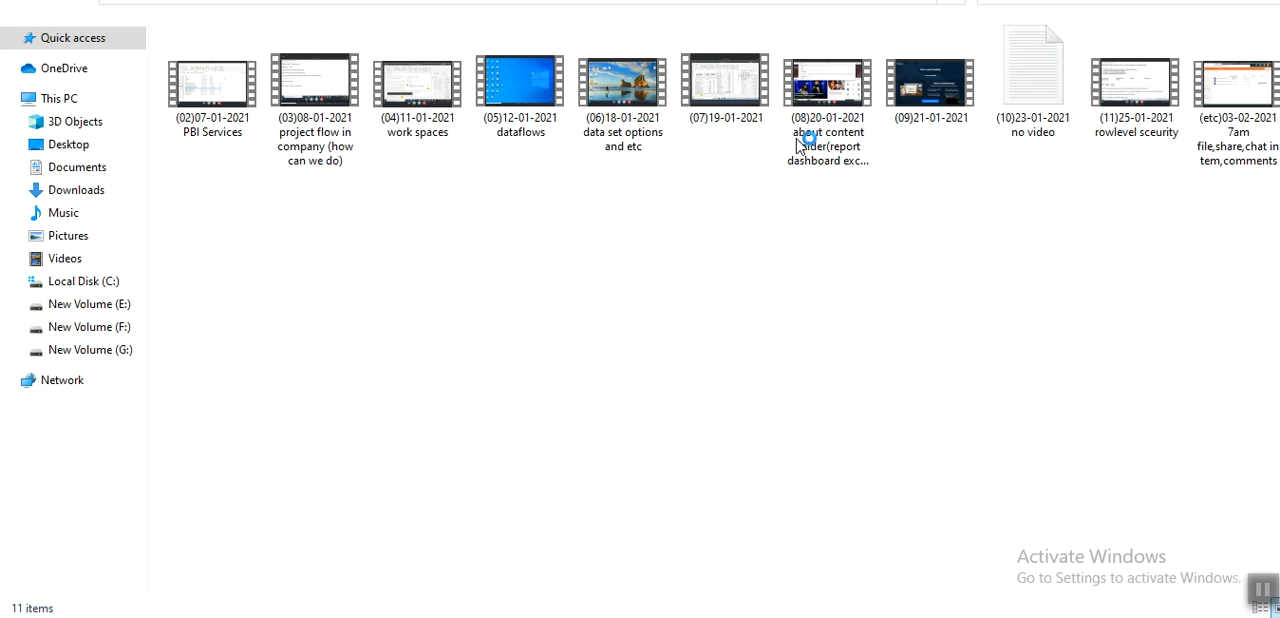 Quick access
OneDrive
This PC
3D Objects
Desktop
Documents
Downloads
Music
Pictures
Videos
Local Disk (C:)
New Volume (E:)
New Volume (F:)
New Volume (G:)
Network
(02)07-01-2021
PBI Services
(03)08-01-2021
project flow in
company (how
can we do)
(04)11-01-2021
work spaces
(05)12-01-2021
dataflows
(06)18-01-2021
data set options
and etc
(07)19-01-2021
(08)20-01-2021
about content
(report
dashboard exc...
(09)21-01-2021
(10)23-01-2021
no video
(11)25-01-2021
rowlevel sceurity
(etc)03-02-2021
7am
file,share,chat in
tem,comments
Activate Windows
Go to Settings to activate Windows.
11 items